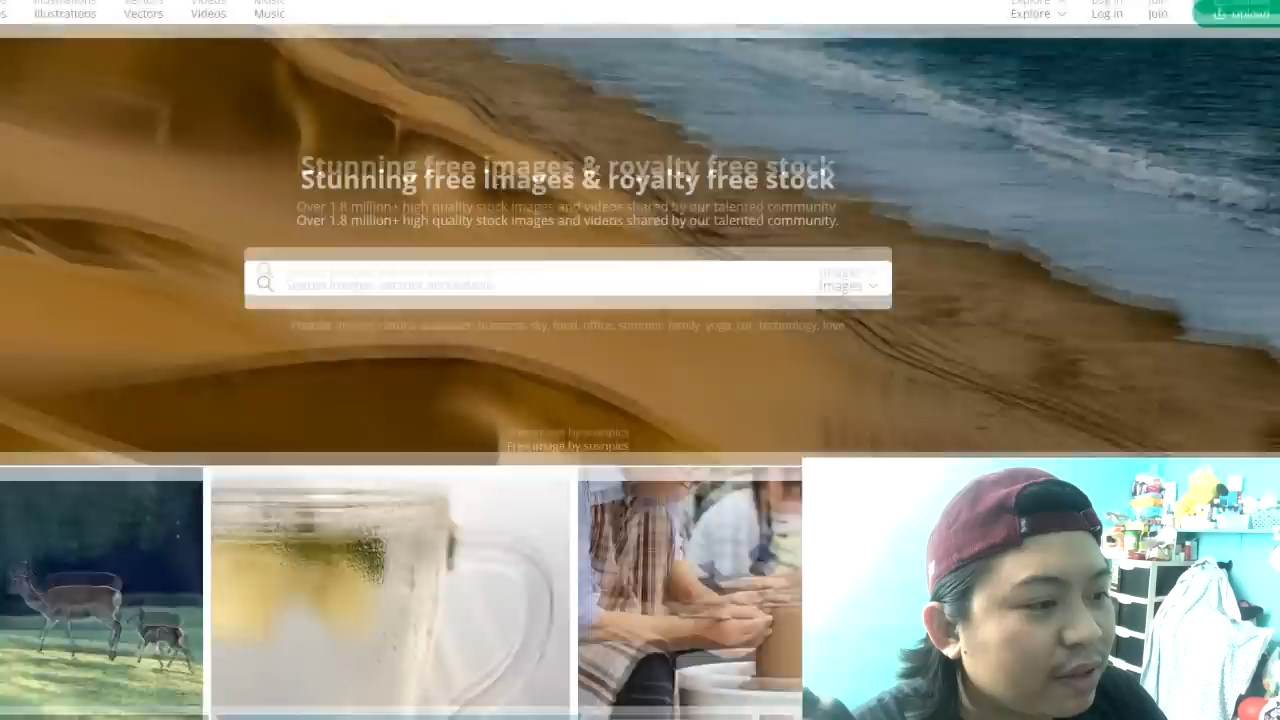 Illustrations Vectors Videos Music Explore Log in Join Upload
Stunning free images & royalty free stock
Over 1.8 million+ high quality stock images and videos shared by our talented community.
Images
Free image by